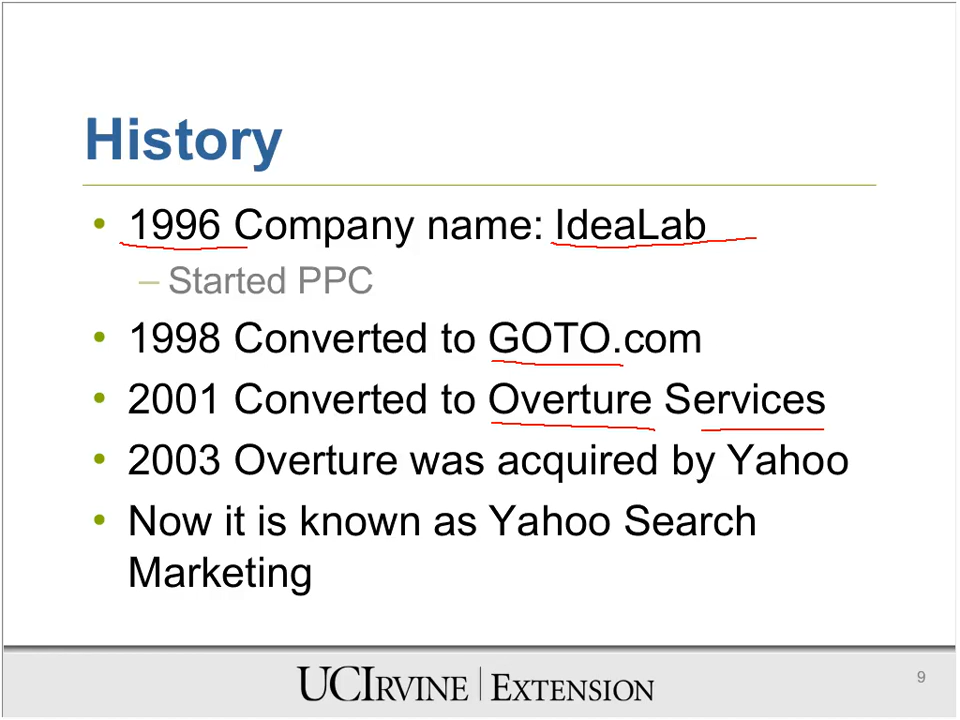 History
• 1996 Company name: IdeaLab
– Started PPC
• 1998 Converted to GOTO.com
• 2001 Converted to Overture Services
• 2003 Overture was acquired by Yahoo
• Now it is known as Yahoo Search
Marketing
UCIRVINE | EXTENSION
9